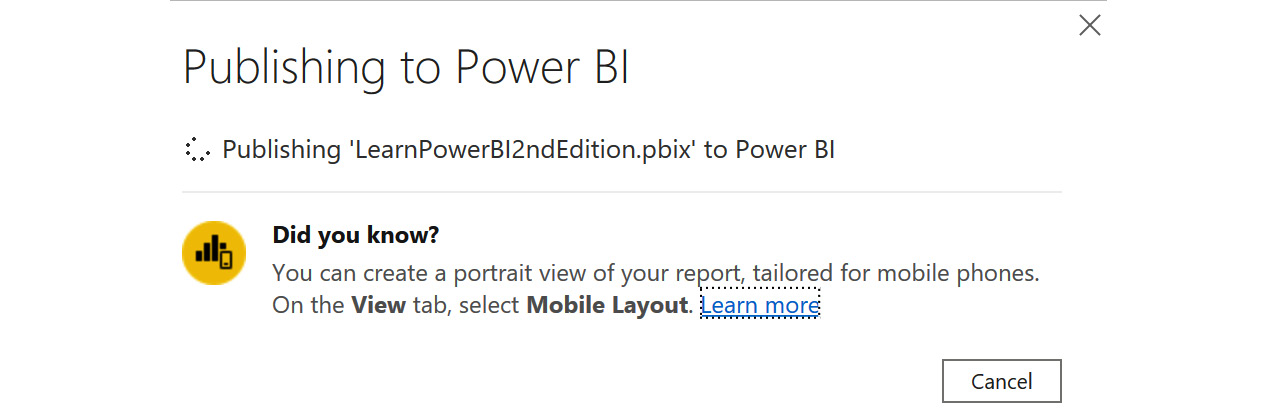 Publishing to Power BI
Publishing 'LearnPowerBI2ndEdition.pbix' to Power BI
Did you know?
You can create a portrait view of your report, tailored for mobile phones.
On the View tab, select Mobile Layout. Learn more
Cancel